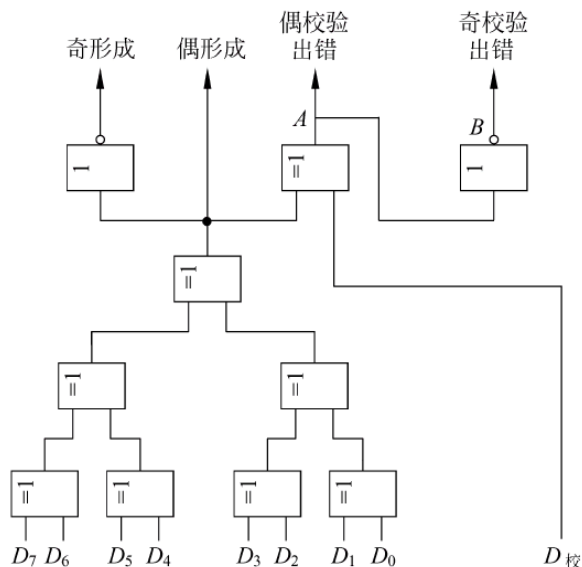 奇形成 偶形成 偶校验出错 奇校验出错
A B
1 =1 1
=1
=1 =1
=1 =1 =1 =1
D₇ D₆ D₅ D₄ D₃ D₂ D₁ D₀ D校